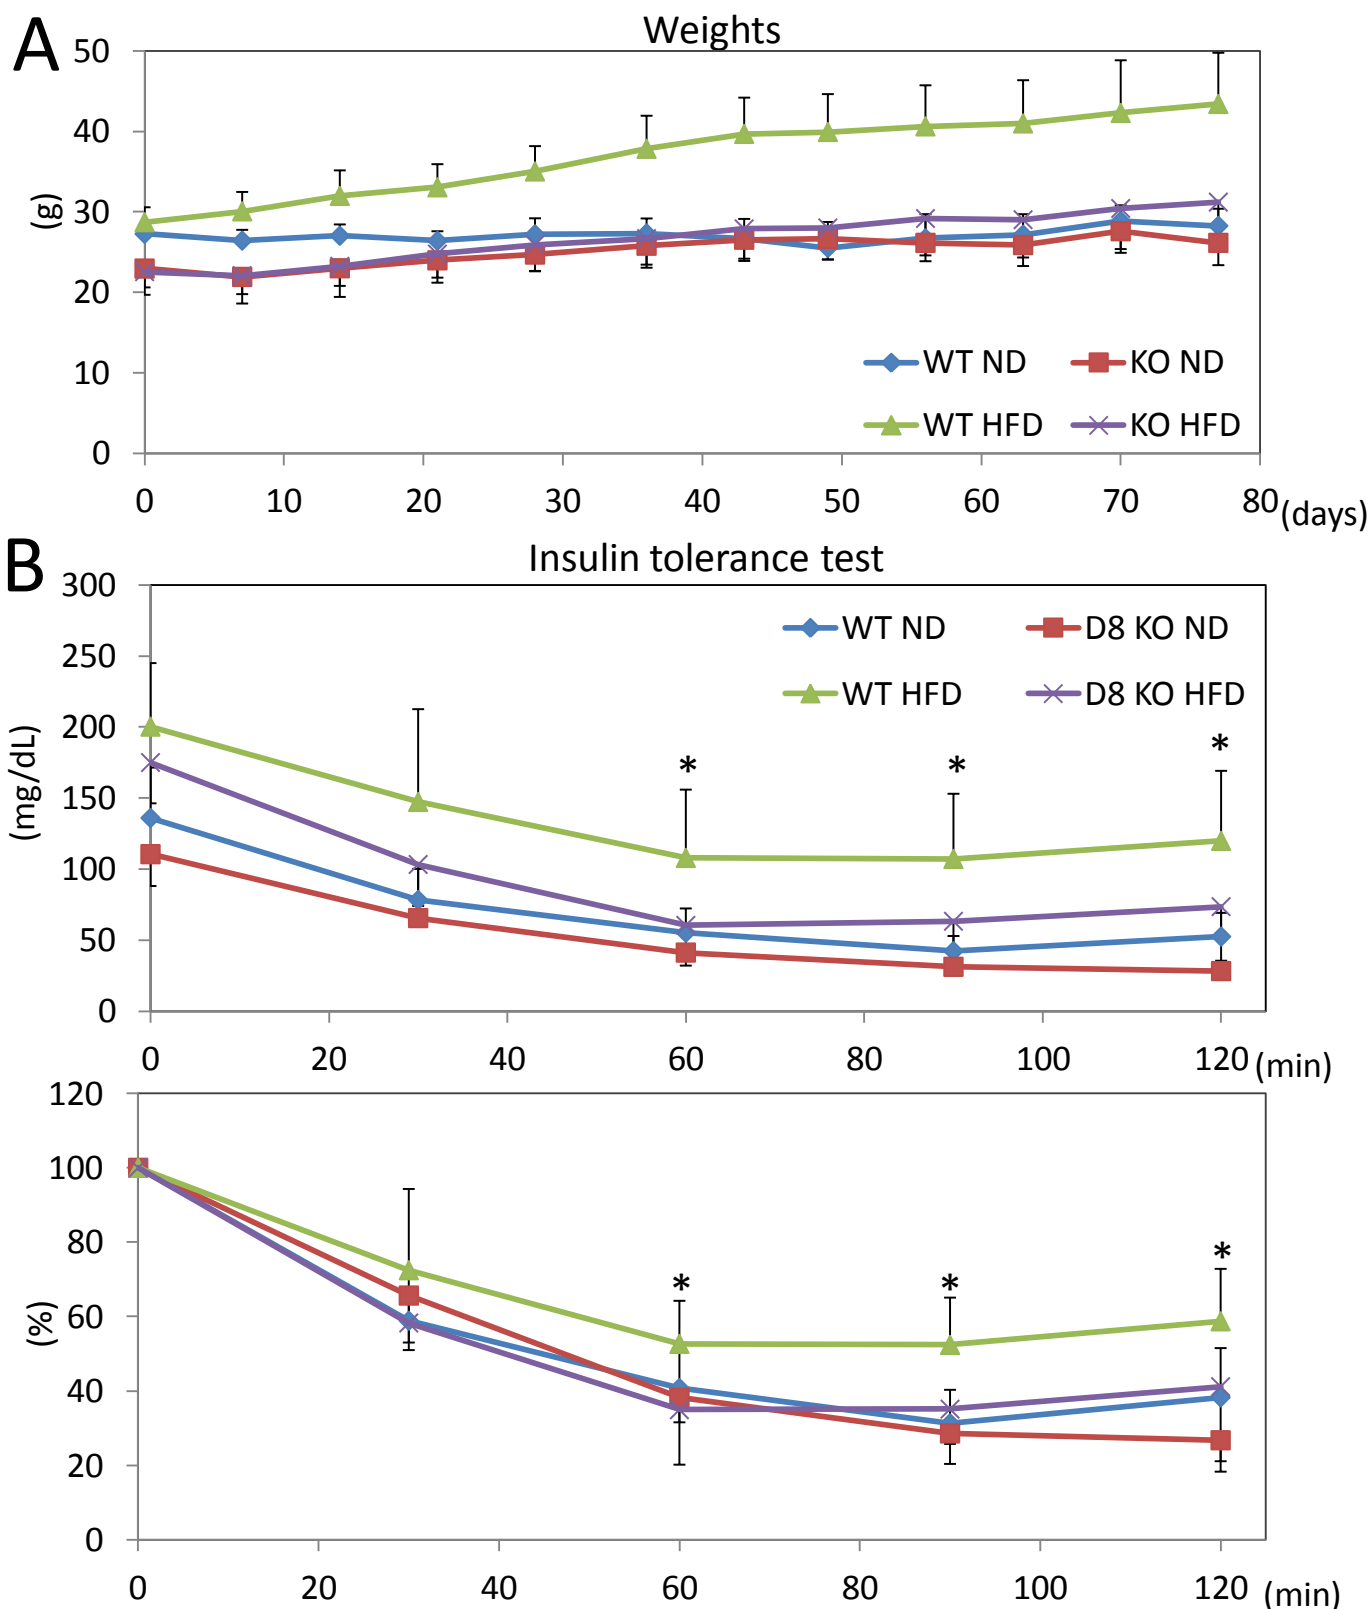 A
Weights
50
40
30
20
10
0
(g)
WT ND
KO ND
WT HFD
KO HFD
0 10 20 30 40 50 60 70 80 (days)
B
Insulin tolerance test
300
250
200
150
100
50
0
(mg/dL)
WT ND
D8 KO ND
WT HFD
D8 KO HFD
* * *
0 20 40 60 80 100 120 (min)
120
100
80
60
40
20
0
(%)
* * *
0 20 40 60 80 100 120 (min)